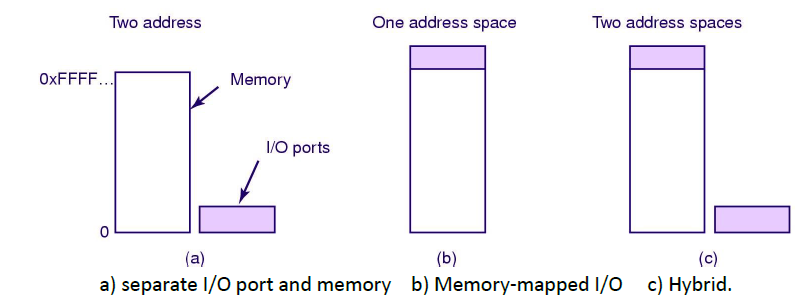 Two address
One address space
Two address spaces
0xFFFF…
Memory
I/O ports
0
(a)
(b)
(c)
a) separate I/O port and memory b) Memory-mapped I/O c) Hybrid.